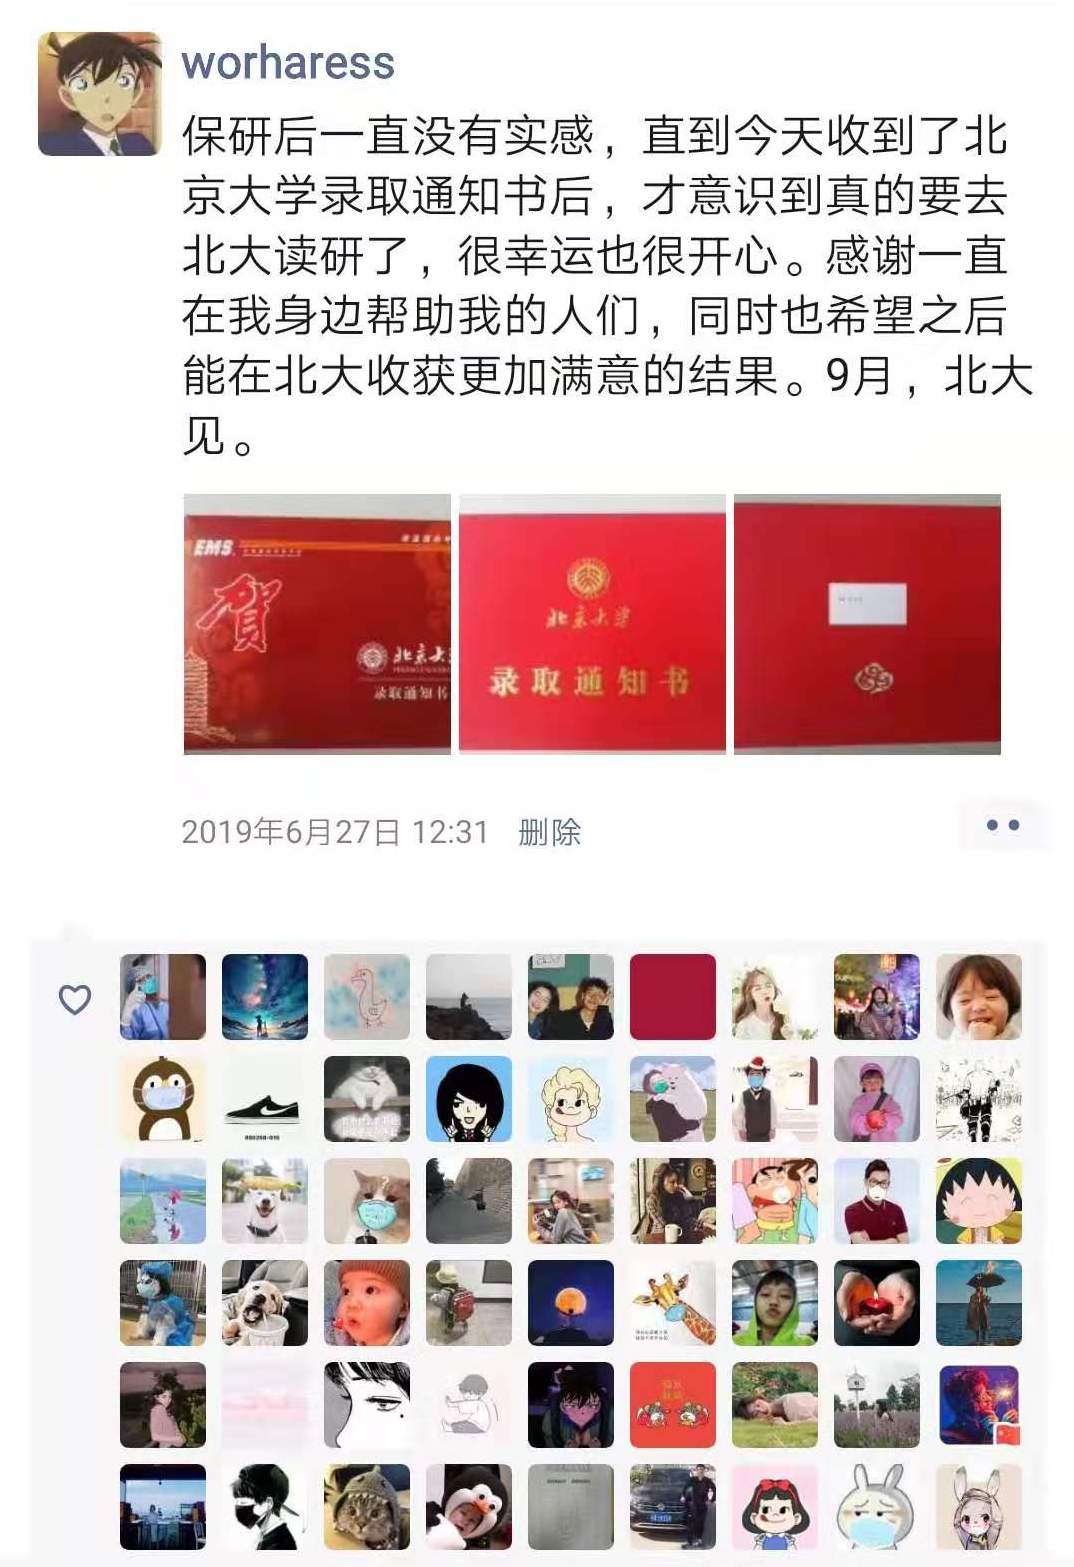 worharess
保研后一直没有实感，直到今天收到了北
京大学录取通知书后，才意识到真的要去
北大读研了，很幸运也很开心。感谢一直
在我身边帮助我的人们，同时也希望之后
能在北大收获更加满意的结果。9月，北大
见。
EMS
贺
北京大
录取通知书
北京大学
录取通知书
2019年6月27日 12:31 删除